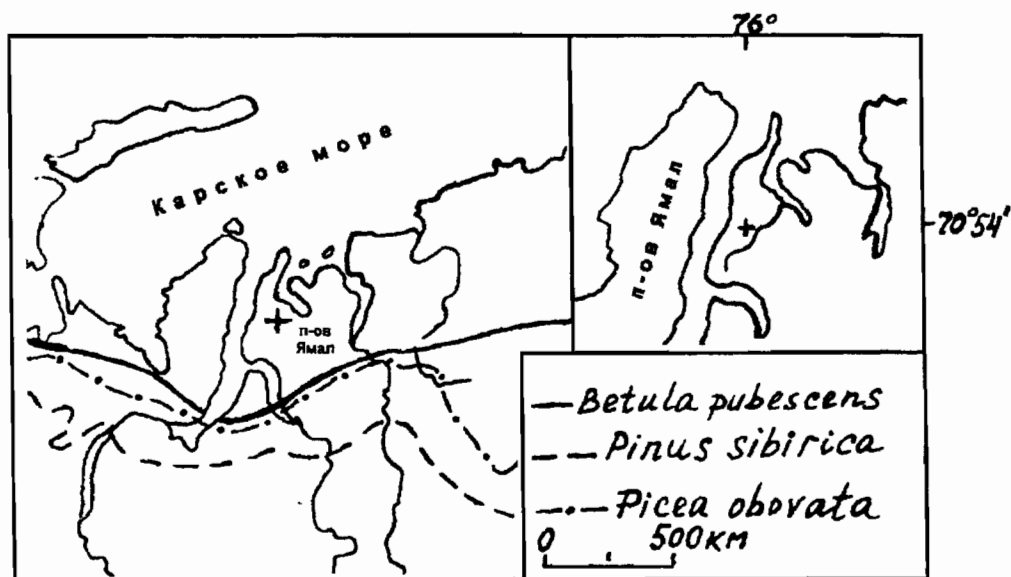 76°
Карское море
п-ов Ямал
70°54'
п-ов
Ямал
Betula pubescens
Pinus sibirica
Picea obovata
0 500км